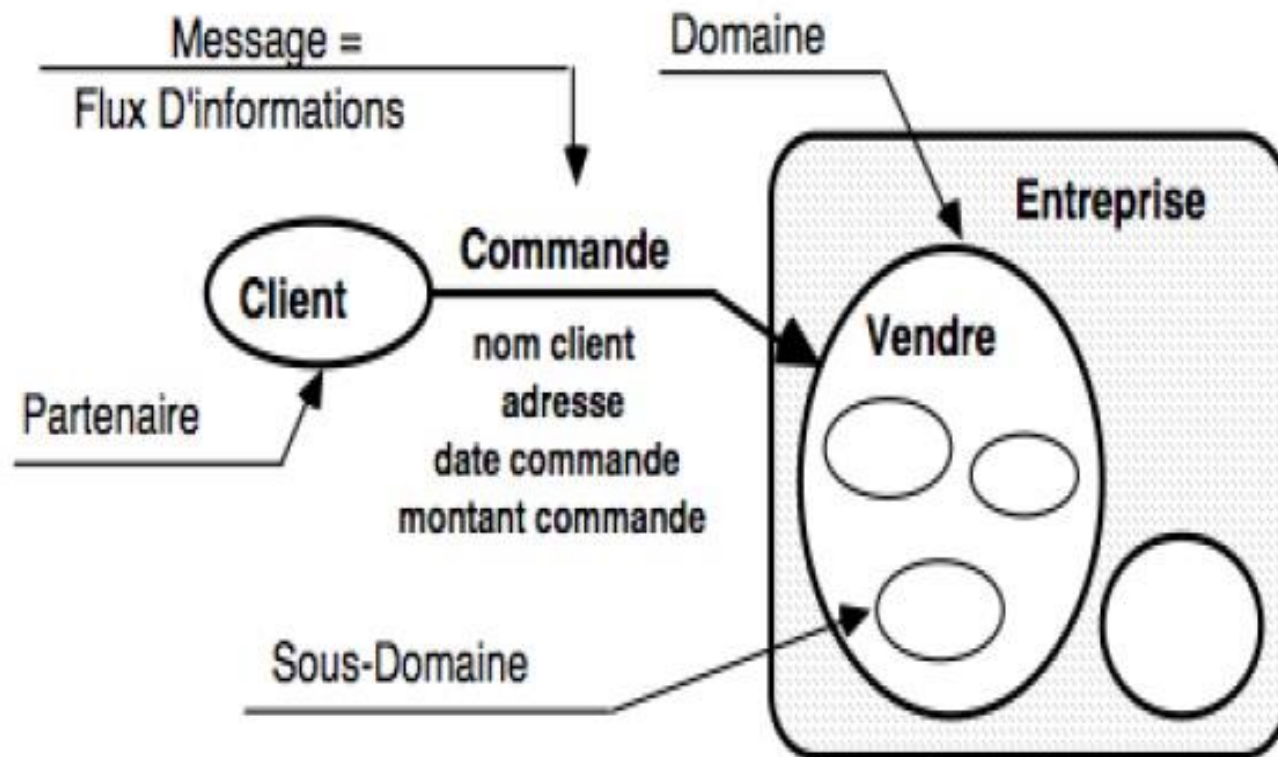 Message =
Flux D'informations
Domaine
Entreprise
Commande
Client
nom client
adresse
date commande
montant commande
Vendre
Partenaire
Sous-Domaine